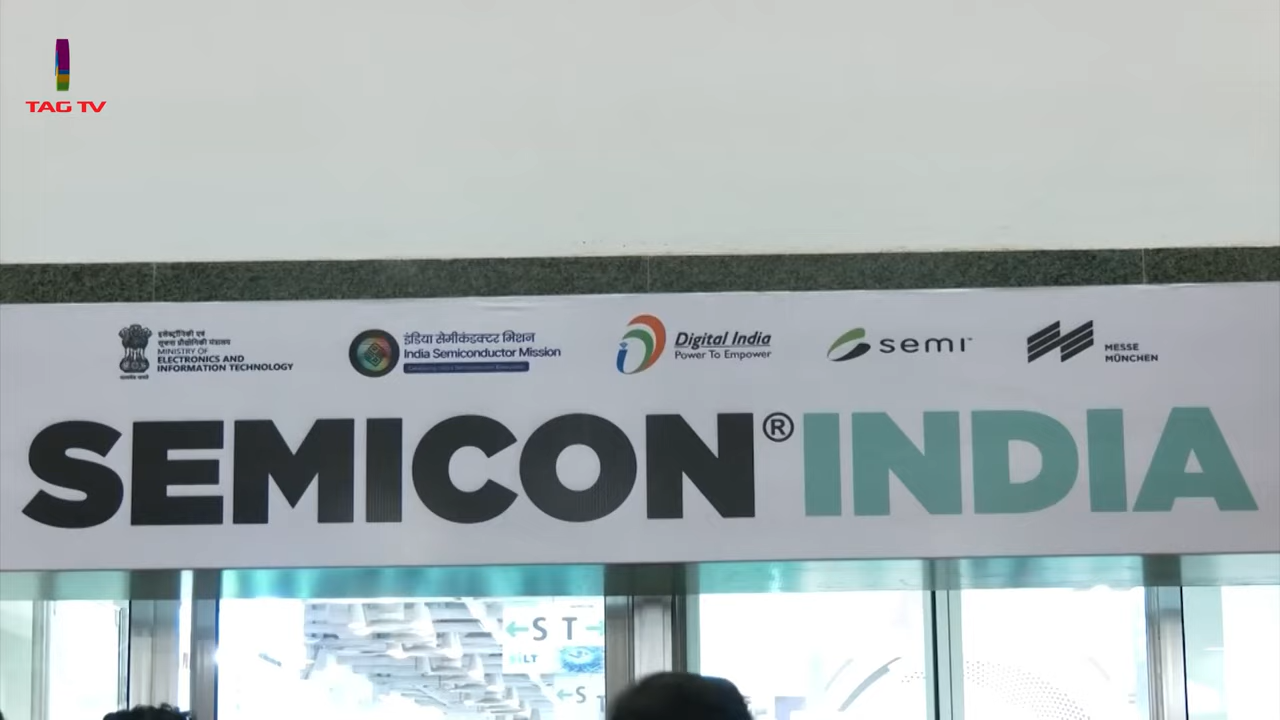 TAG TV
इलेक्ट्रॉनिकी एवं
सूचना प्रौद्योगिकी मंत्रालय
MINISTRY OF
ELECTRONICS AND
INFORMATION TECHNOLOGY
इंडिया सेमीकंडक्टर मिशन
India Semiconductor Mission
Digital India
Power To Empower
semi™
MESSE
MÜNCHEN
SEMICON® INDIA
←S T→
←S T